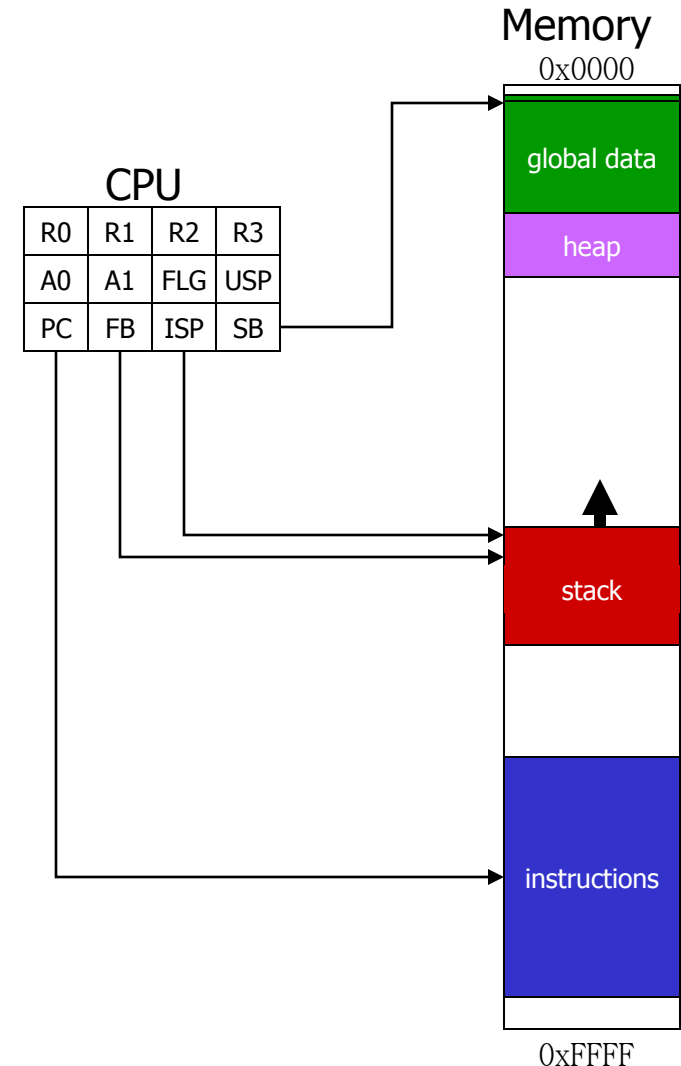 Memory
0x0000
global data
CPU
R0 R1 R2 R3
heap
A0 A1 FLG USP
PC FB ISP SB
stack
instructions
0xFFFF